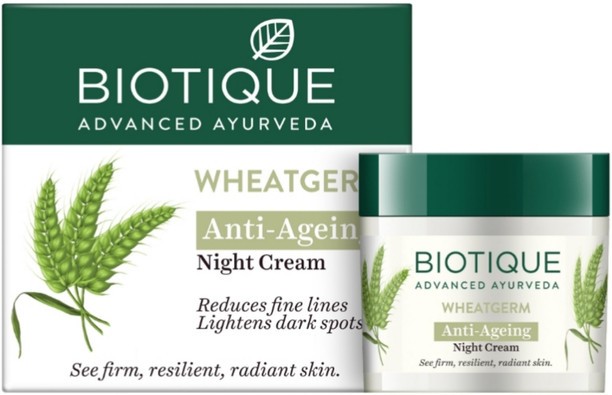 BIOTIQUE
ADVANCED AYURVEDA
WHEATGER
Anti-Agein
Night Cream
Reduces fine lines
Lightens dark spots
See firm, resilient, radiant skin.
BIOTIQUE
ADVANCED AYURVEDA
WHEATGERM
Anti-Ageing
Night Cream
See firm, resilient, radiant skin.